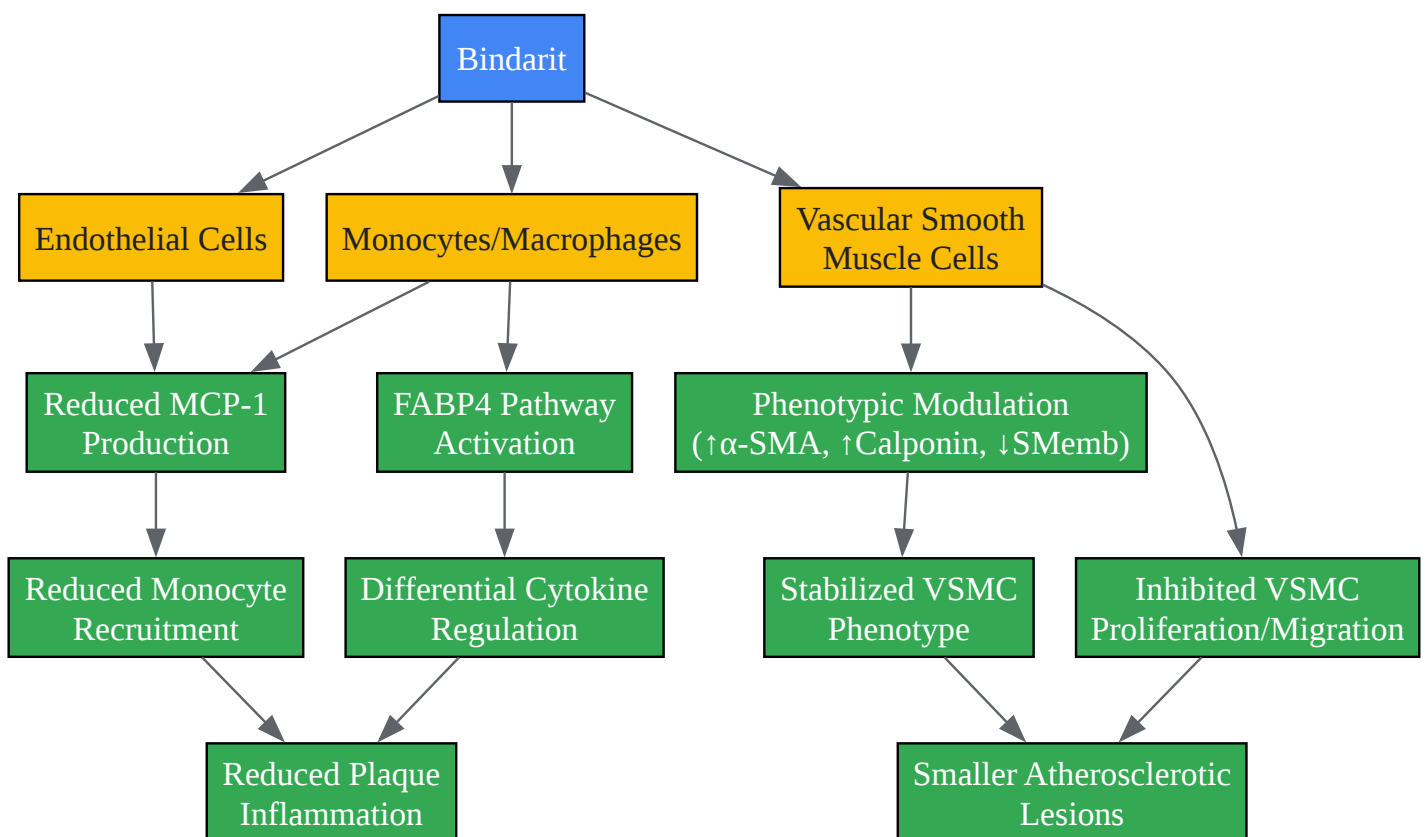 Bindarit
Endothelial Cells
Monocytes/Macrophages
Vascular Smooth
Muscle Cells
Reduced MCP-1
Production
FABP4 Pathway
Activation
Phenotypic Modulation
(↑α-SMA, ↑Calponin, ↓SMemb)
Reduced Monocyte
Recruitment
Differential Cytokine
Regulation
Stabilized VSMC
Phenotype
Inhibited VSMC
Proliferation/Migration
Reduced Plaque
Inflammation
Smaller Atherosclerotic
Lesions